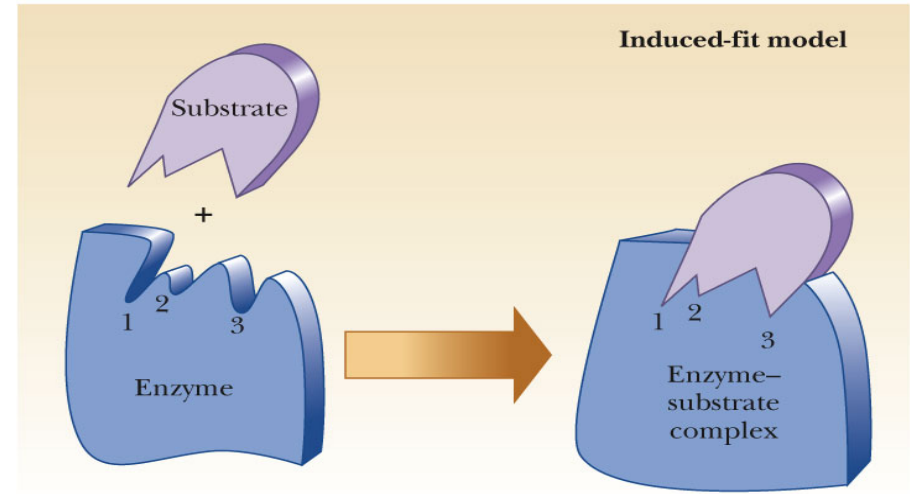 Induced-fit model
Substrate
+
1
2
3
Enzyme
1
2
3
Enzyme–
substrate
complex